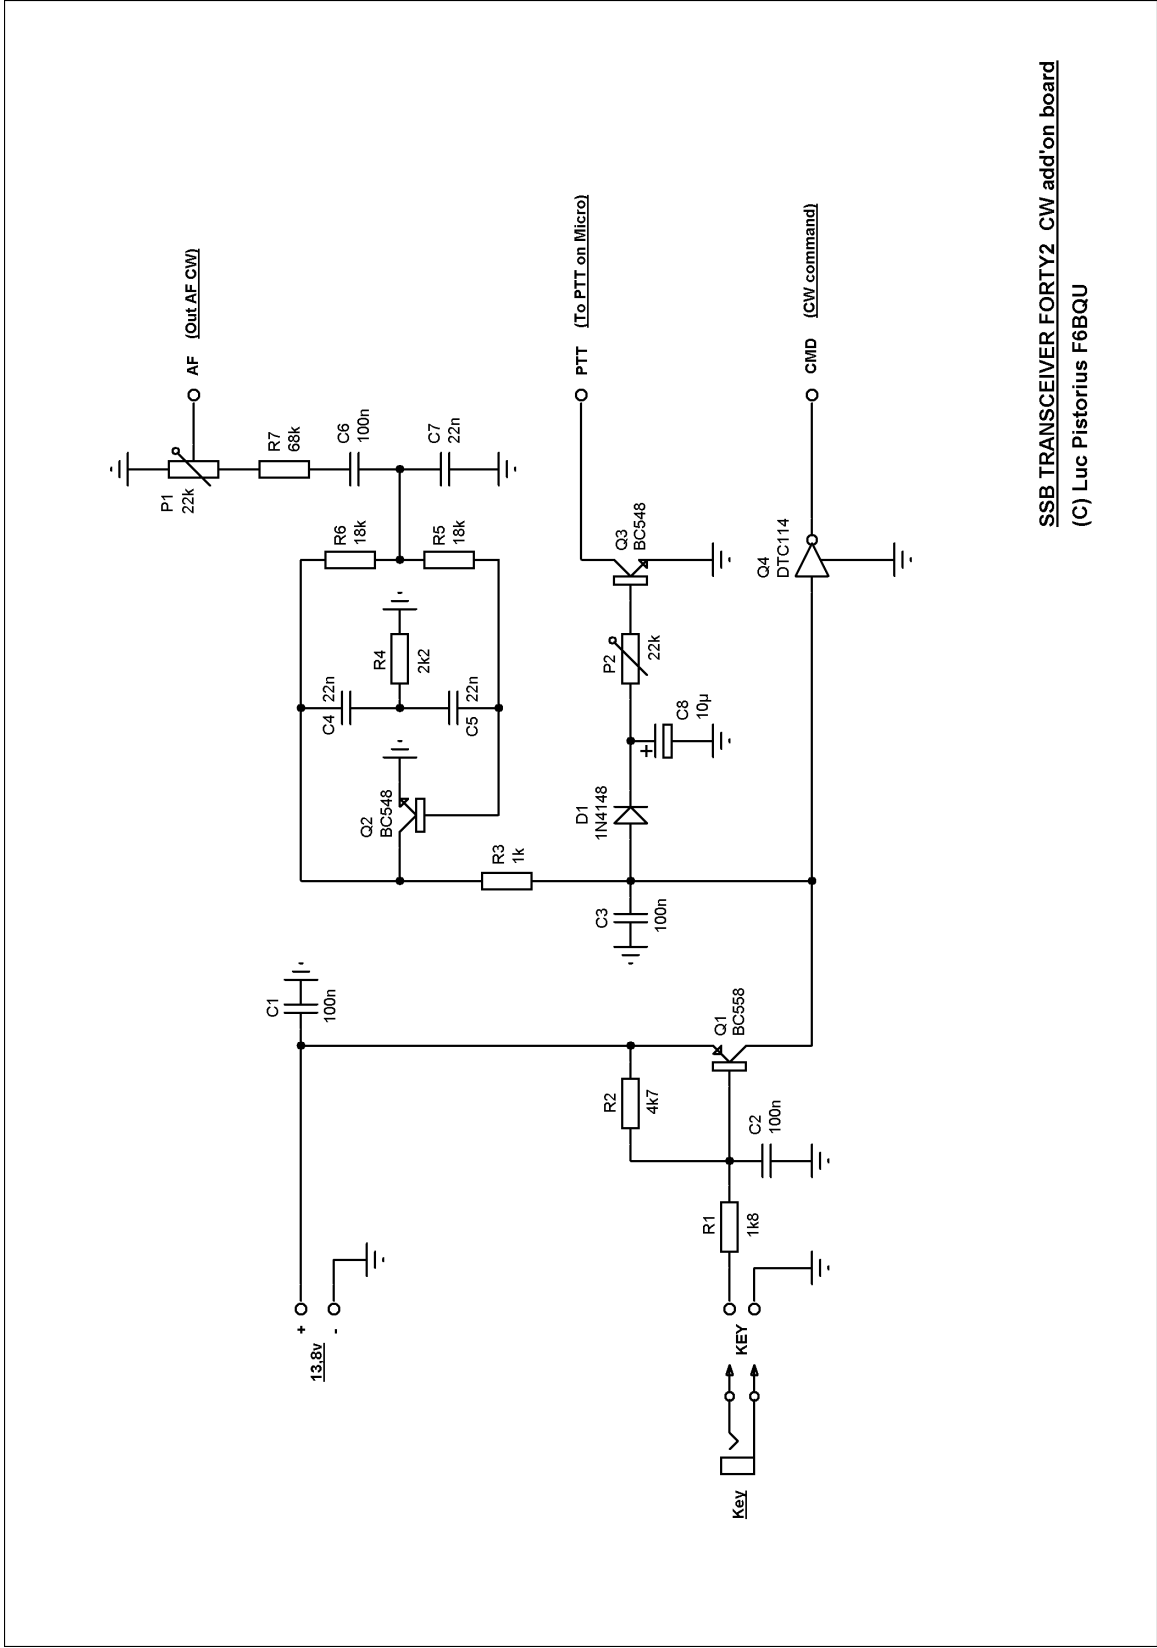 AF (Out AF CW)
P1
22k
R7
68k
C6
100n
C7
22n
R6
18k
R5
18k
R4
2k2
C4
22n
C5
22n
Q2
BC548
R3
1k
PTT (To PTT on Micro)
Q3
BC548
P2
22k
C8
10µ
+
D1
1N4148
C3
100n
CMD (CW command)
Q4
DTC114
C1
100n
Q1
BC558
R2
4k7
C2
100n
R1
1k8
+
-
13,8v
KEY
Key
SSB TRANSCEIVER FORTY2 CW add'on board
(C) Luc Pistorius F6BQU